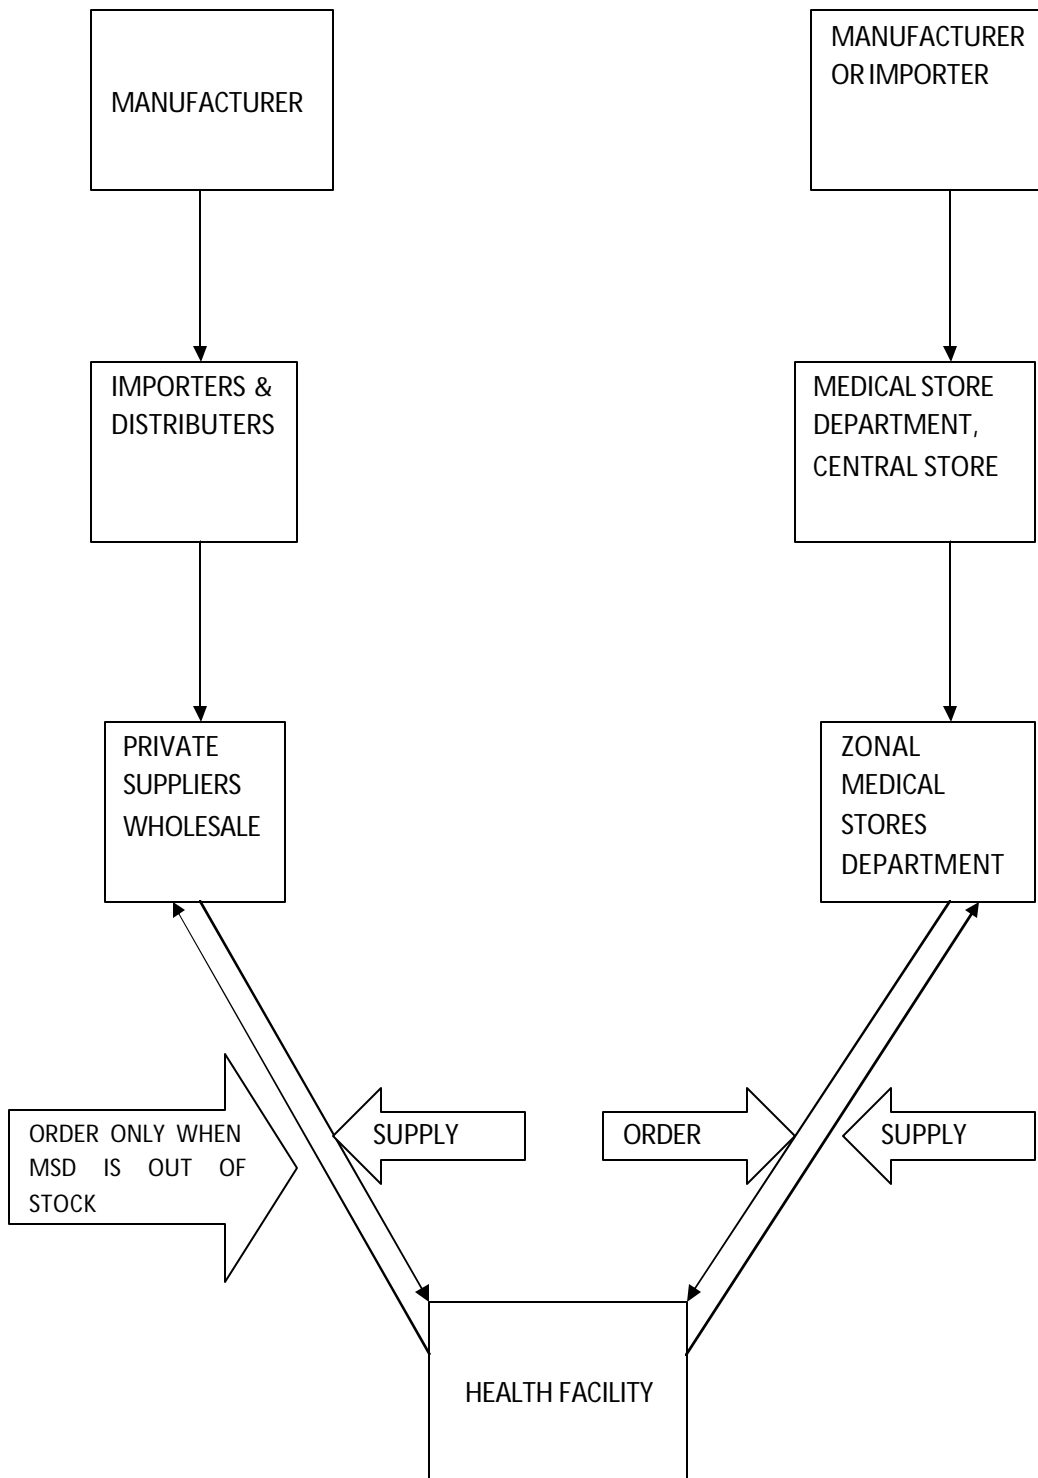 MANUFACTURER
MANUFACTURER
OR IMPORTER
IMPORTERS &
DISTRIBUTERS
MEDICAL STORE
DEPARTMENT,
CENTRAL STORE
PRIVATE
SUPPLIERS
WHOLESALE
ZONAL
MEDICAL
STORES
DEPARTMENT
ORDER ONLY WHEN
MSD IS OUT OF
STOCK
SUPPLY
ORDER
SUPPLY
HEALTH FACILITY